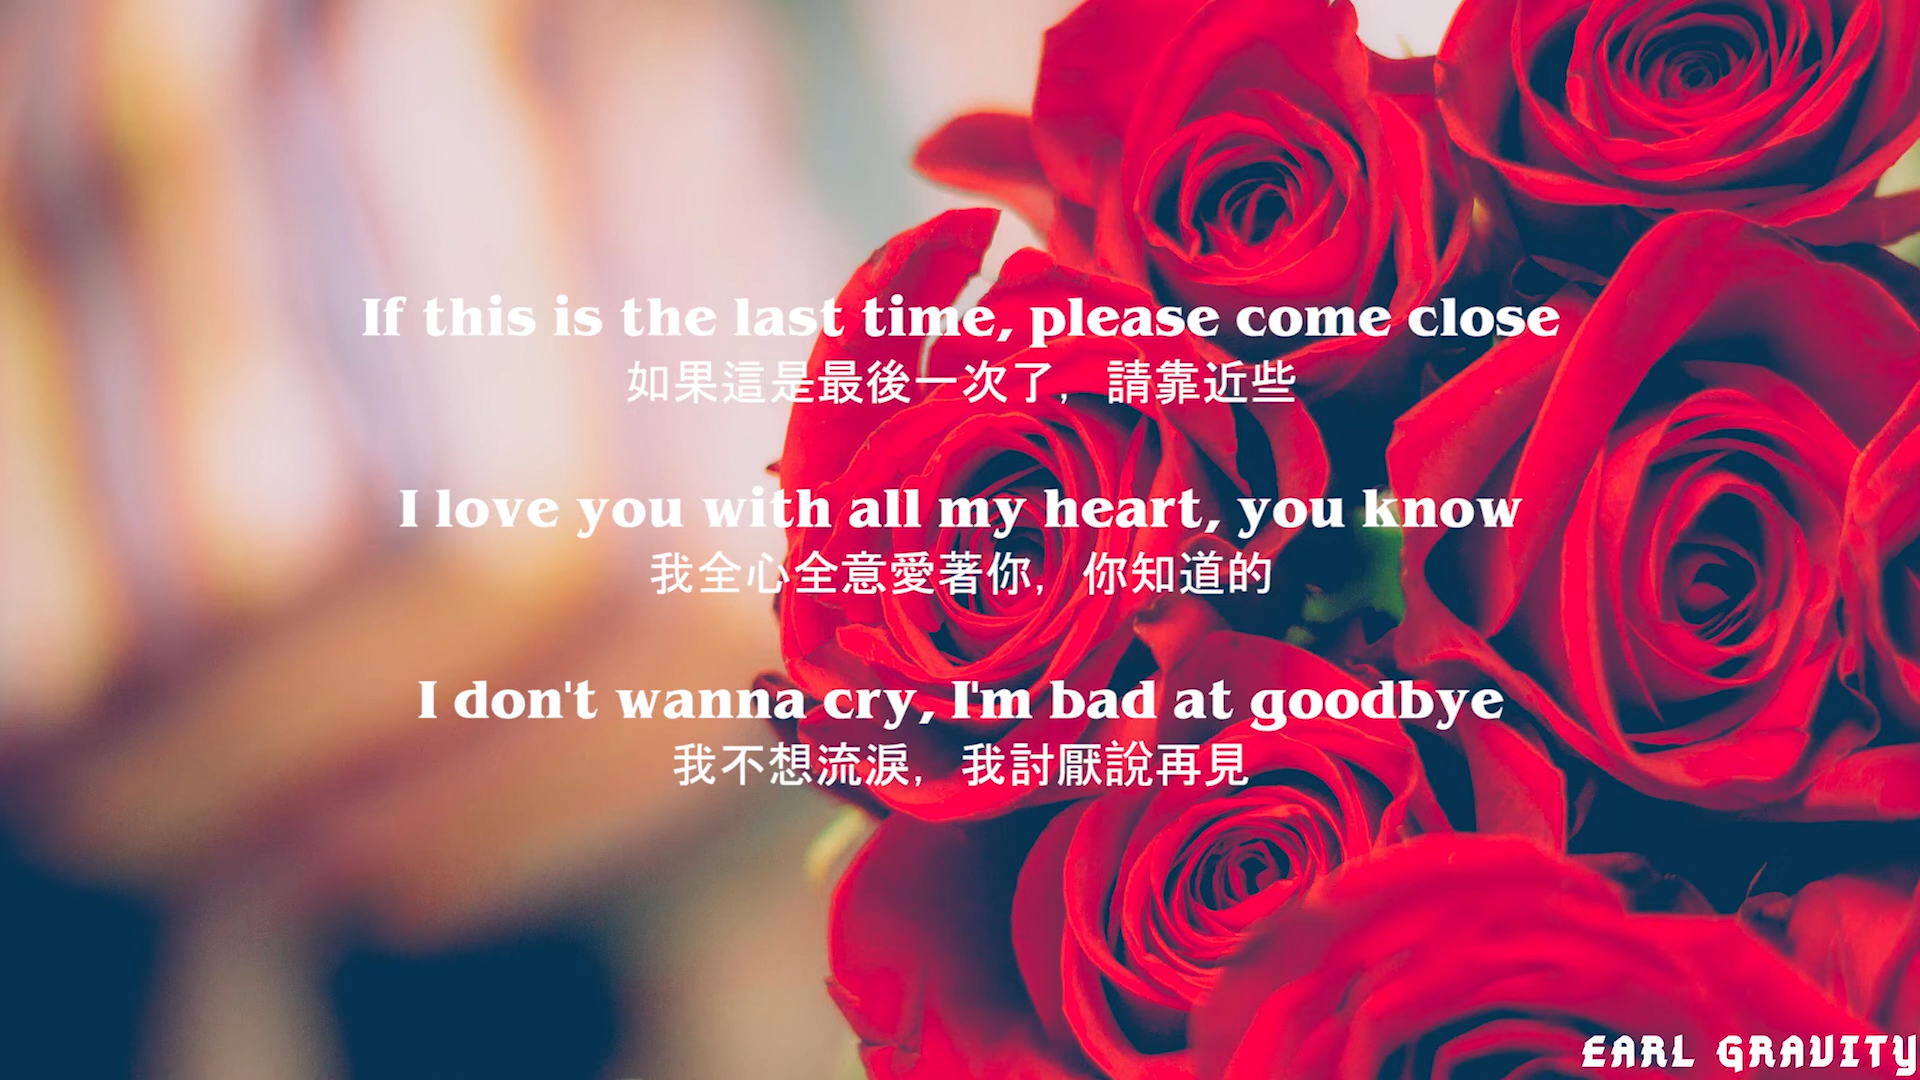 If this is the last time, please come close
如果這是最後一次了，請靠近些
I love you with all my heart, you know
我全心全意愛著你，你知道的
I don't wanna cry, I'm bad at goodbye
我不想流淚，我討厭說再見
EARL GRAVITY